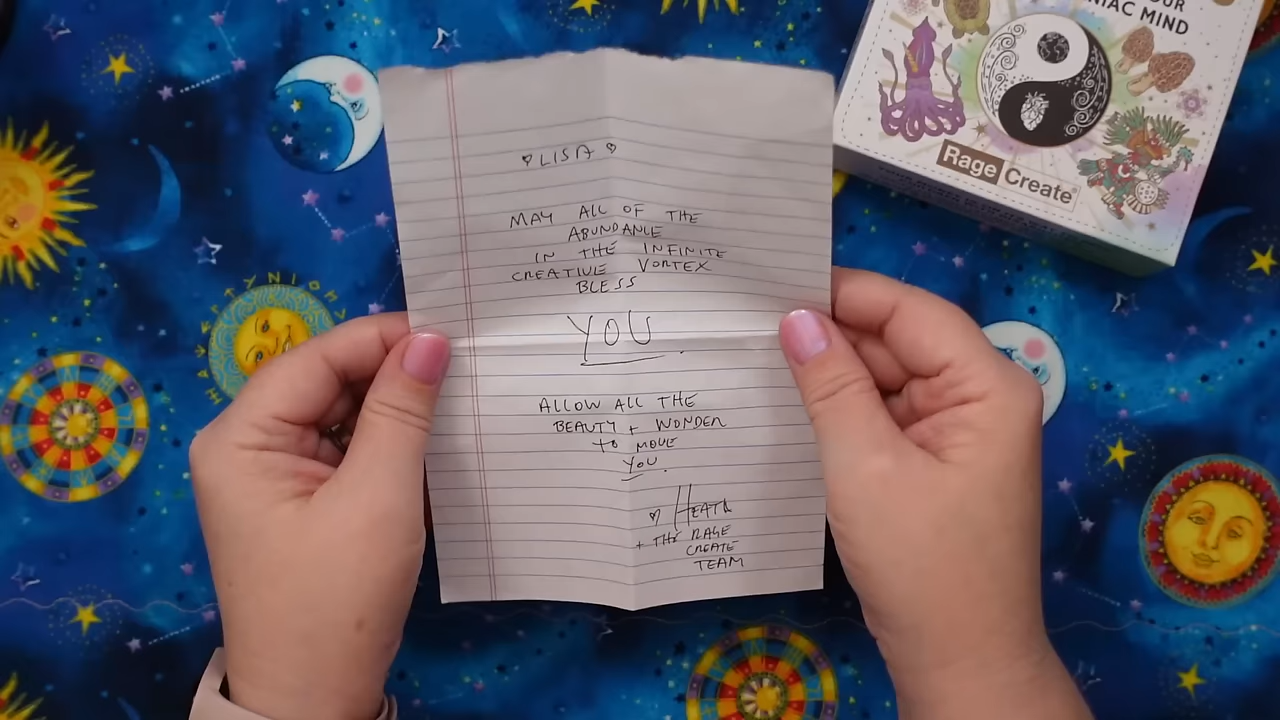 ♡ LISA ♡
MAY ALL OF THE
ABUNDANCE
IN THE INFINITE
CREATIVE VORTEX
BLESS
YOU.
ALLOW ALL THE
BEAUTY + WONDER
to MOVE
YOU.
♡
+ THE RAGE
CREATE
TEAM
NIAC MIND
Rage Create®